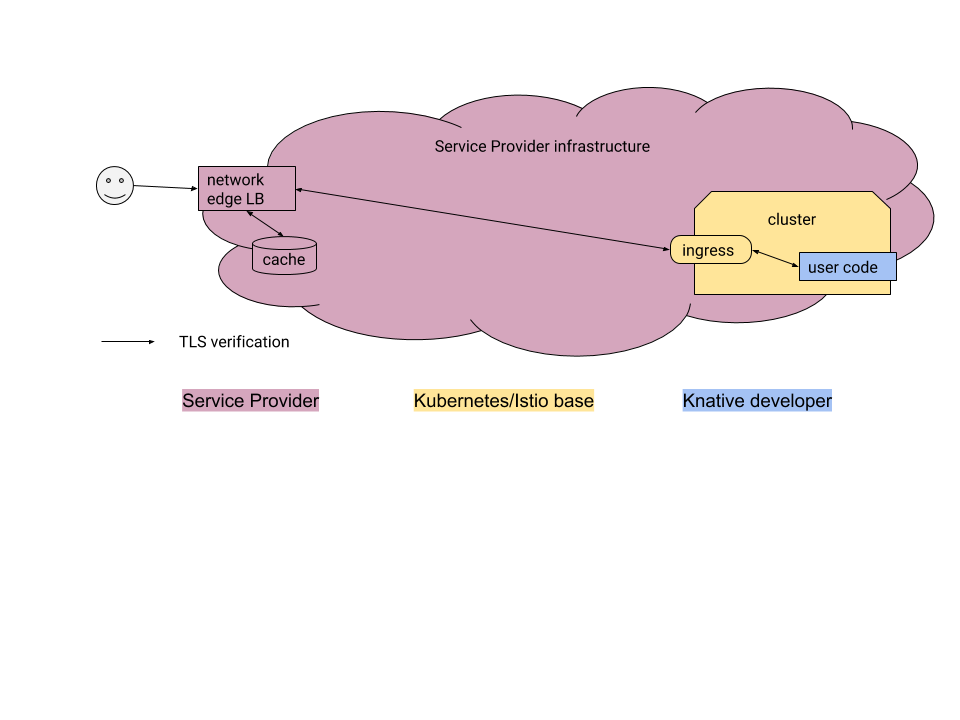 Service Provider infrastructure
network
edge LB
cluster
ingress
cache
user code
TLS verification
Service Provider
Kubernetes/Istio base
Knative developer